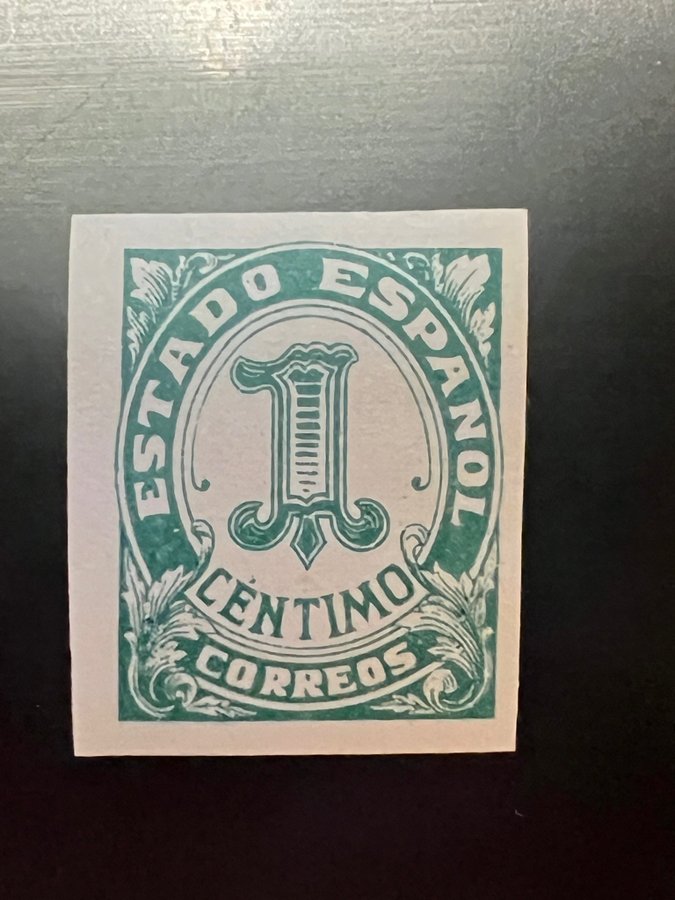 ESTADO ESPAÑOL
1
CÉNTIMO
CORREOS